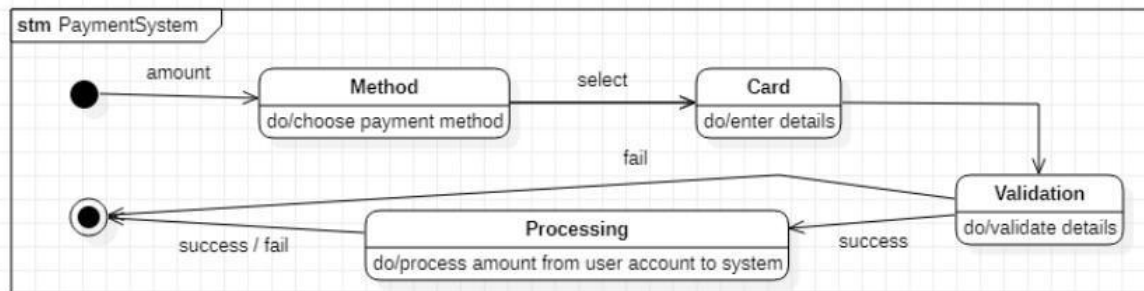 stm PaymentSystem
amount
Method
do/choose payment method
select
Card
do/enter details
fail
Validation
do/validate details
success
Processing
do/process amount from user account to system
success / fail